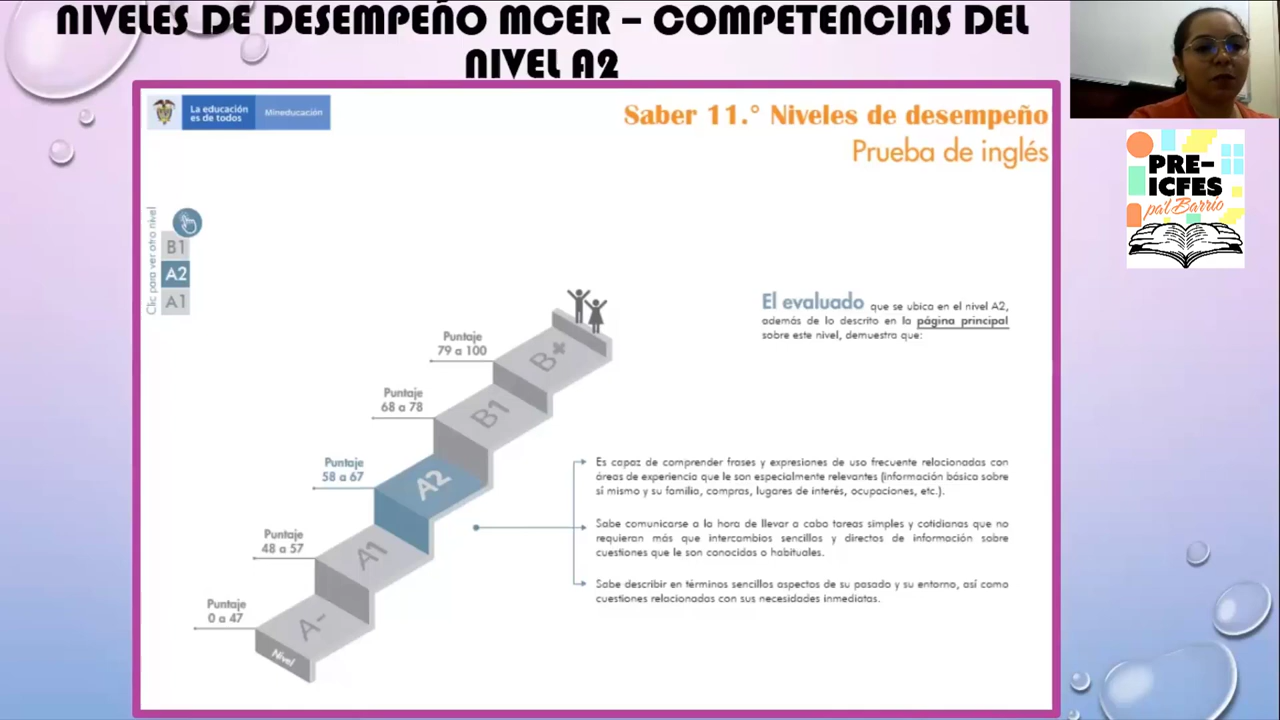 NIVELES DE DESEMPEÑO MCER – COMPETENCIAS DEL
NIVEL A2
La educación
es de todos
Mineducación
Saber 11.° Niveles de desempeño
Prueba de inglés
PRE-
ICFES
pa'l Barrio
Clic para ver otro nivel
B1
A2
A1
El evaluado que se ubica en el nivel A2,
además de lo descrito en la página principal
sobre este nivel, demuestra que:
Puntaje
79 a 100
B+
Puntaje
68 a 78
B1
Puntaje
58 a 67
A2
Puntaje
48 a 57
A1
Puntaje
0 a 47
A-
Nivel
Es capaz de comprender frases y expresiones de uso frecuente relacionadas con
áreas de experiencia que le son especialmente relevantes (información básica sobre
sí mismo y su familia, compras, lugares de interés, ocupaciones, etc.).
Sabe comunicarse a la hora de llevar a cabo tareas simples y cotidianas que no
requieran más que intercambios sencillos y directos de información sobre
cuestiones que le son conocidas o habituales.
Sabe describir en términos sencillos aspectos de su pasado y su entorno, así como
cuestiones relacionadas con sus necesidades inmediatas.